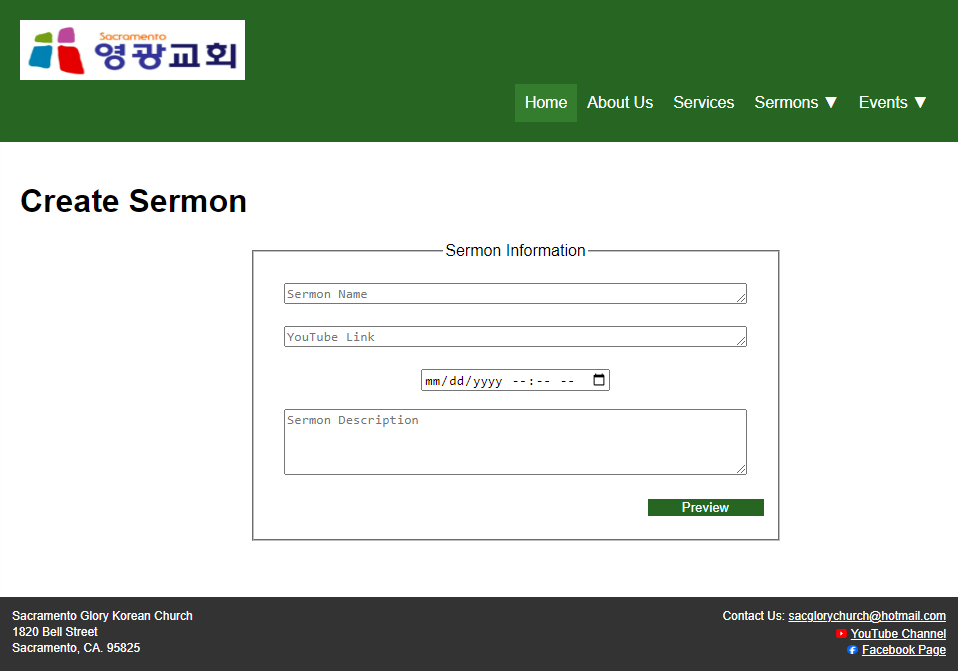 Sacramento
영광교회
Home About Us Services Sermons ▼ Events ▼
Create Sermon
Sermon Information
Sermon Name
YouTube Link
mm/dd/yyyy --:-- --
Sermon Description
Preview
Sacramento Glory Korean Church
1820 Bell Street
Sacramento, CA. 95825
Contact Us: sacglorychurch@hotmail.com
YouTube Channel
Facebook Page